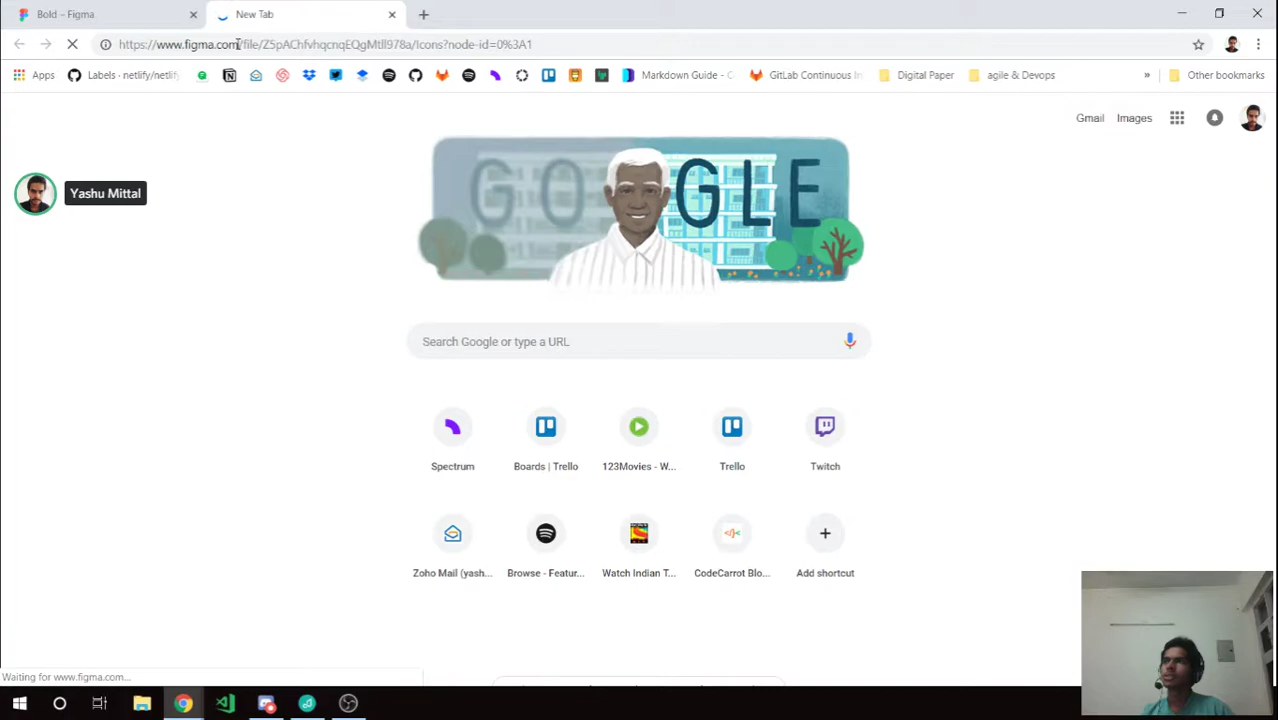 Bold – Figma
New Tab
https://www.figma.com/file/Z5pAChfvhqcnqEQgMtll978a/Icons?node-id=0%3A1
Apps
Labels · netlify/netlify
Markdown Guide - C
GitLab Continuous In
Digital Paper
agile & Devops
»
Other bookmarks
Gmail
Images
Yashu Mittal
GOOGLE
Search Google or type a URL
Spectrum
Boards | Trello
123Movies - W...
Trello
Twitch
Zoho Mail (yash...
Browse - Featur...
Watch Indian T...
CodeCarrot Blo...
Add shortcut
Waiting for www.figma.com...